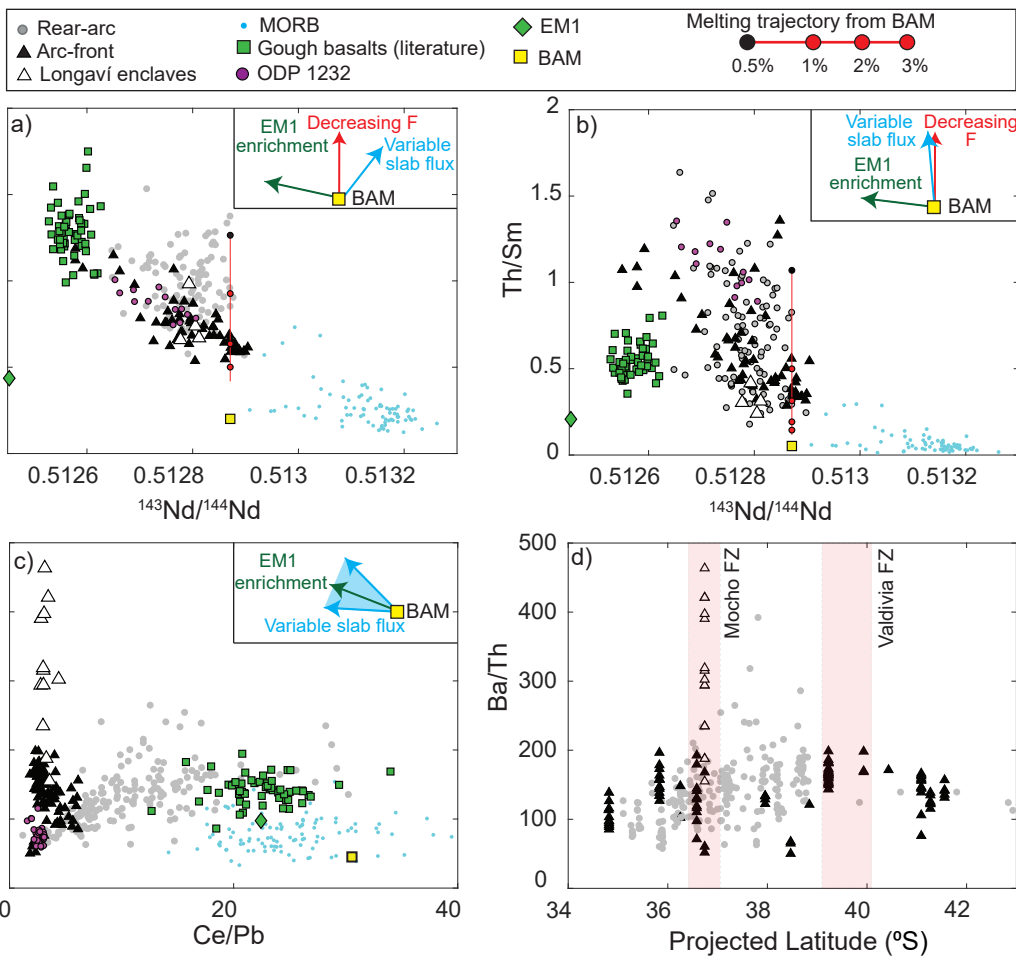 Rear-arc
Arc-front
Longaví enclaves
MORB
Gough basalts (literature)
ODP 1232
EM1
BAM
Melting trajectory from BAM
0.5%
1%
2%
3%
a)
EM1
enrichment
Decreasing F
Variable
slab flux
BAM
0.5126
0.5128
0.513
0.5132
¹⁴³Nd/¹⁴⁴Nd
b)
Variable
slab flux
Decreasing
F
EM1
enrichment
BAM
2
1.5
1
0.5
0
Th/Sm
0.5126
0.5128
0.513
0.5132
¹⁴³Nd/¹⁴⁴Nd
c)
EM1
enrichment
BAM
Variable slab flux
0
20
40
Ce/Pb
d)
Mocho FZ
Valdivia FZ
500
400
300
200
100
0
Ba/Th
34
36
38
40
42
Projected Latitude (ºS)